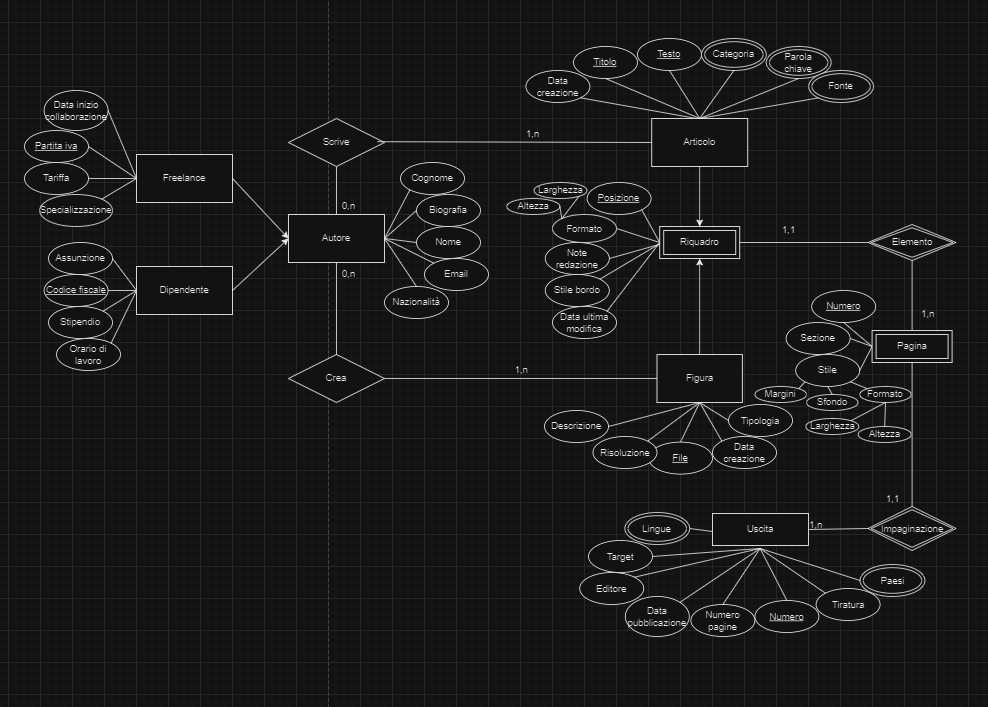 Titolo
Testo
Categoria
Parola
chiave
Data
creazione
Fonte
Articolo
Data inizio
collaborazione
Partita iva
Tariffa
Specializzazione
Freelance
Scrive
1,n
0,n
Cognome
Biografia
Nome
Email
Nazionalità
Autore
0,n
Assunzione
Codice fiscale
Stipendio
Orario di
lavoro
Dipendente
Larghezza
Altezza
Posizione
Formato
Note
redazione
Stile bordo
Data ultima
modifica
Riquadro
1,1
Elemento
1,n
Numero
Sezione
Stile
Margini
Sfondo
Formato
Larghezza
Altezza
Pagina
Crea
1,n
Figura
Descrizione
Risoluzione
File
Data
creazione
Tipologia
1,1
Impaginazione
1,n
Uscita
Lingue
Target
Editore
Data
pubblicazione
Numero
pagine
Numero
Tiratura
Paesi